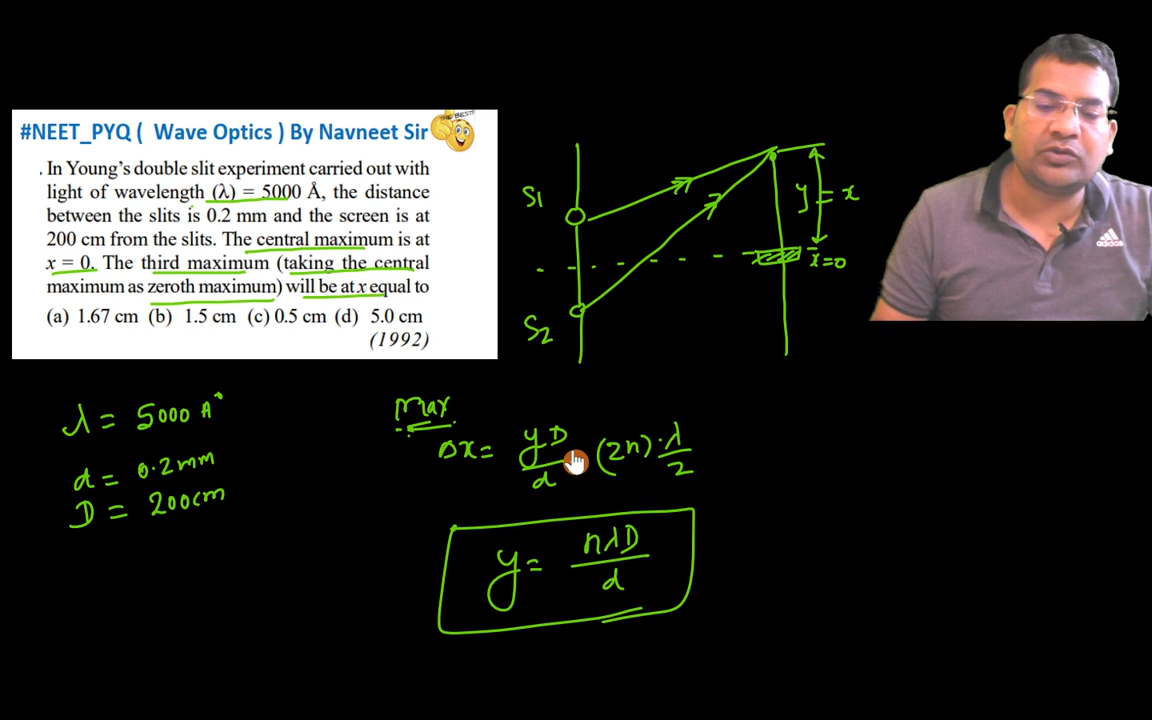 #NEET_PYQ ( Wave Optics ) By Navneet Sir
THE BEST!
. In Young's double slit experiment carried out with
light of wavelength (λ) = 5000 Å, the distance
between the slits is 0.2 mm and the screen is at
200 cm from the slits. The central maximum is at
x = 0. The third maximum (taking the central
maximum as zeroth maximum) will be at x equal to
(a) 1.67 cm (b) 1.5 cm (c) 0.5 cm (d) 5.0 cm
(1992)
S1
S2
y = x
x=0
adidas
λ = 5000 A°
d = 0.2mm
D = 200cm
Max
Δx = yD/d (2n)·λ/2
y = nλD/d